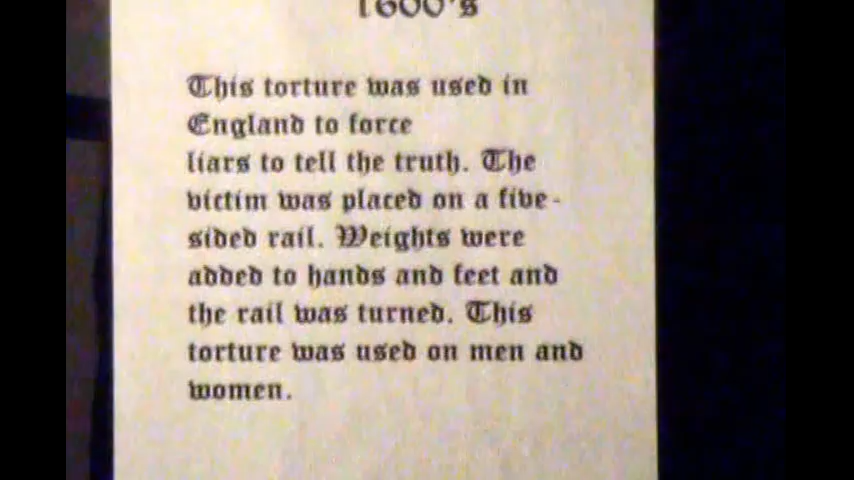 1600's
This torture was used in
England to force
liars to tell the truth. The
victim was placed on a five-
sided rail. Weights were
added to hands and feet and
the rail was turned. This
torture was used on men and
women.